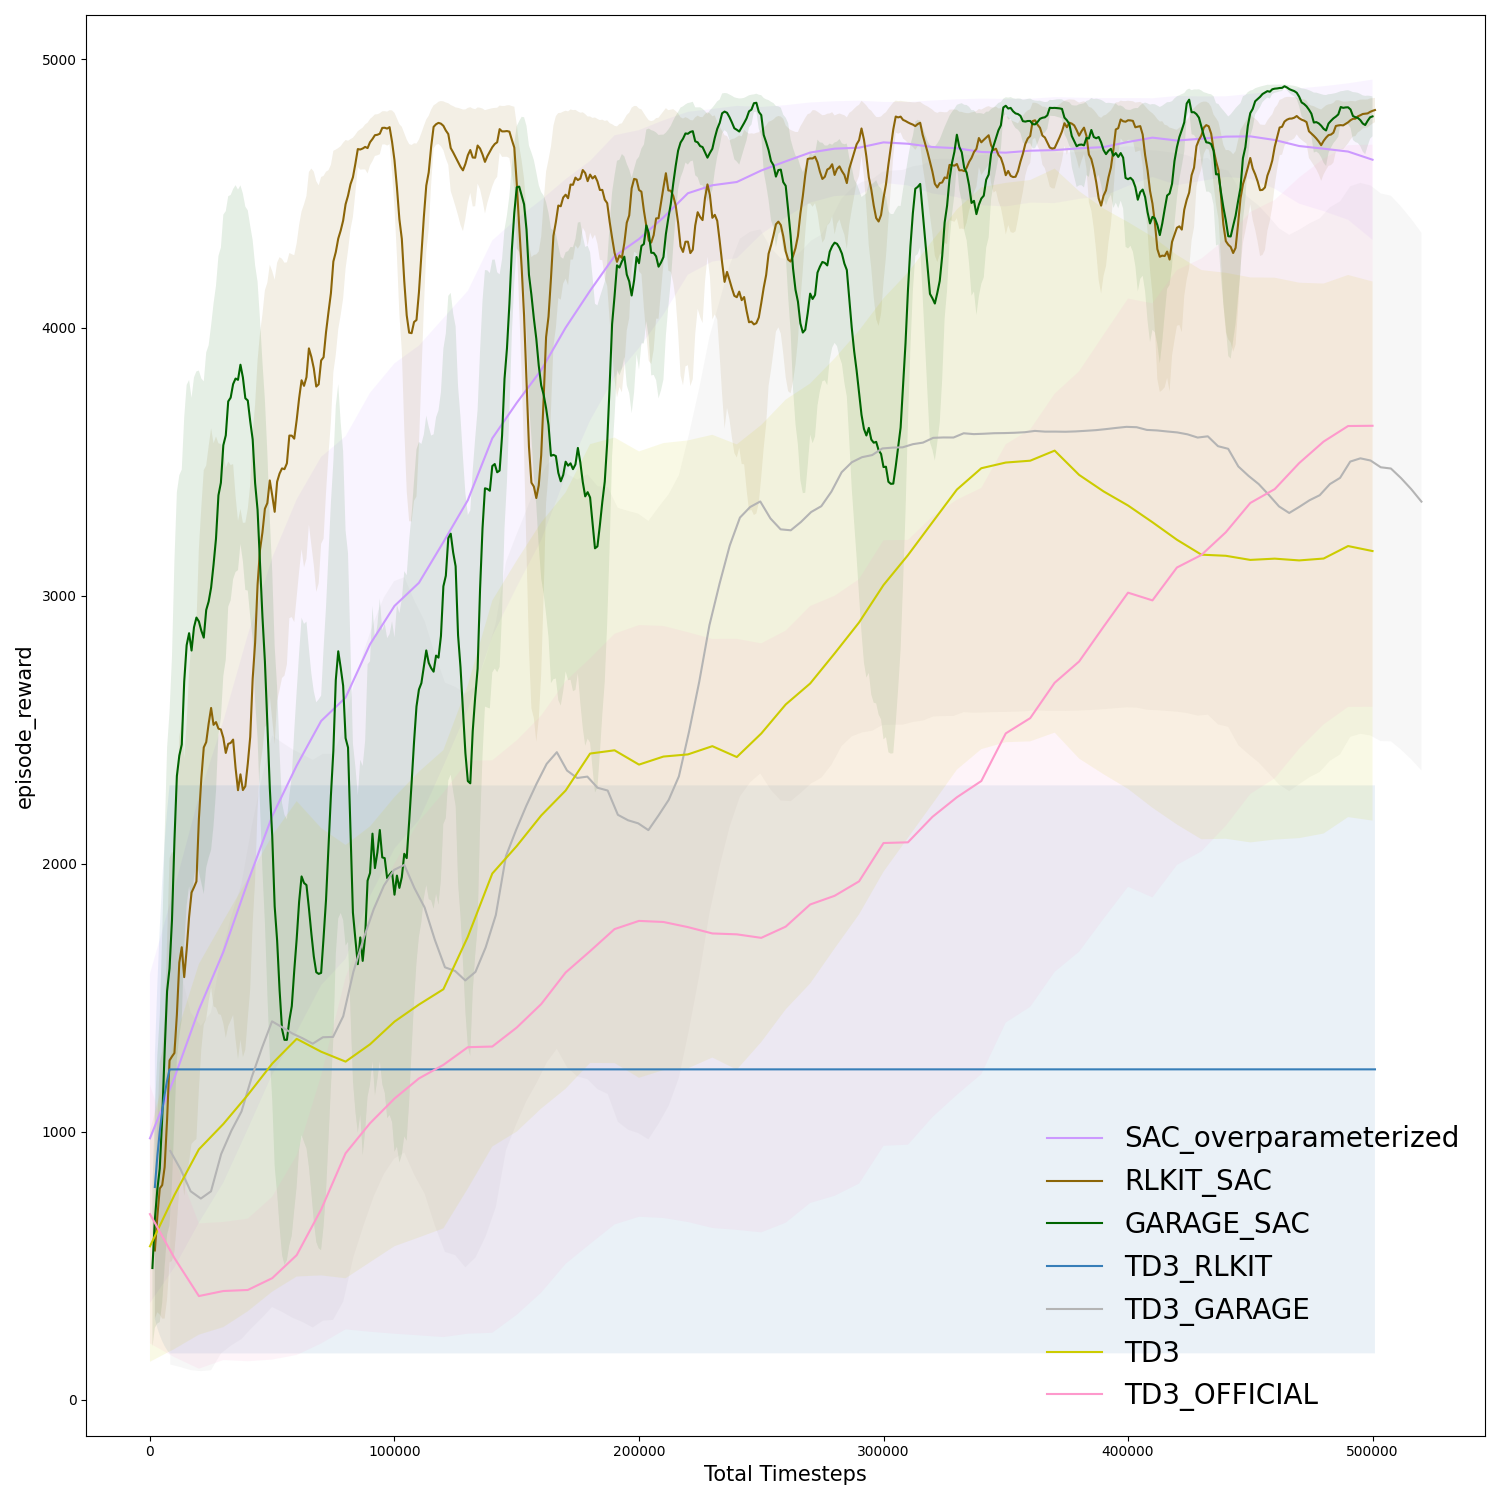 episode_reward
5000
4000
3000
2000
1000
0
SAC_overparameterized
RLKIT_SAC
GARAGE_SAC
TD3_RLKIT
TD3_GARAGE
TD3
TD3_OFFICIAL
0 100000 200000 300000 400000 500000
Total Timesteps